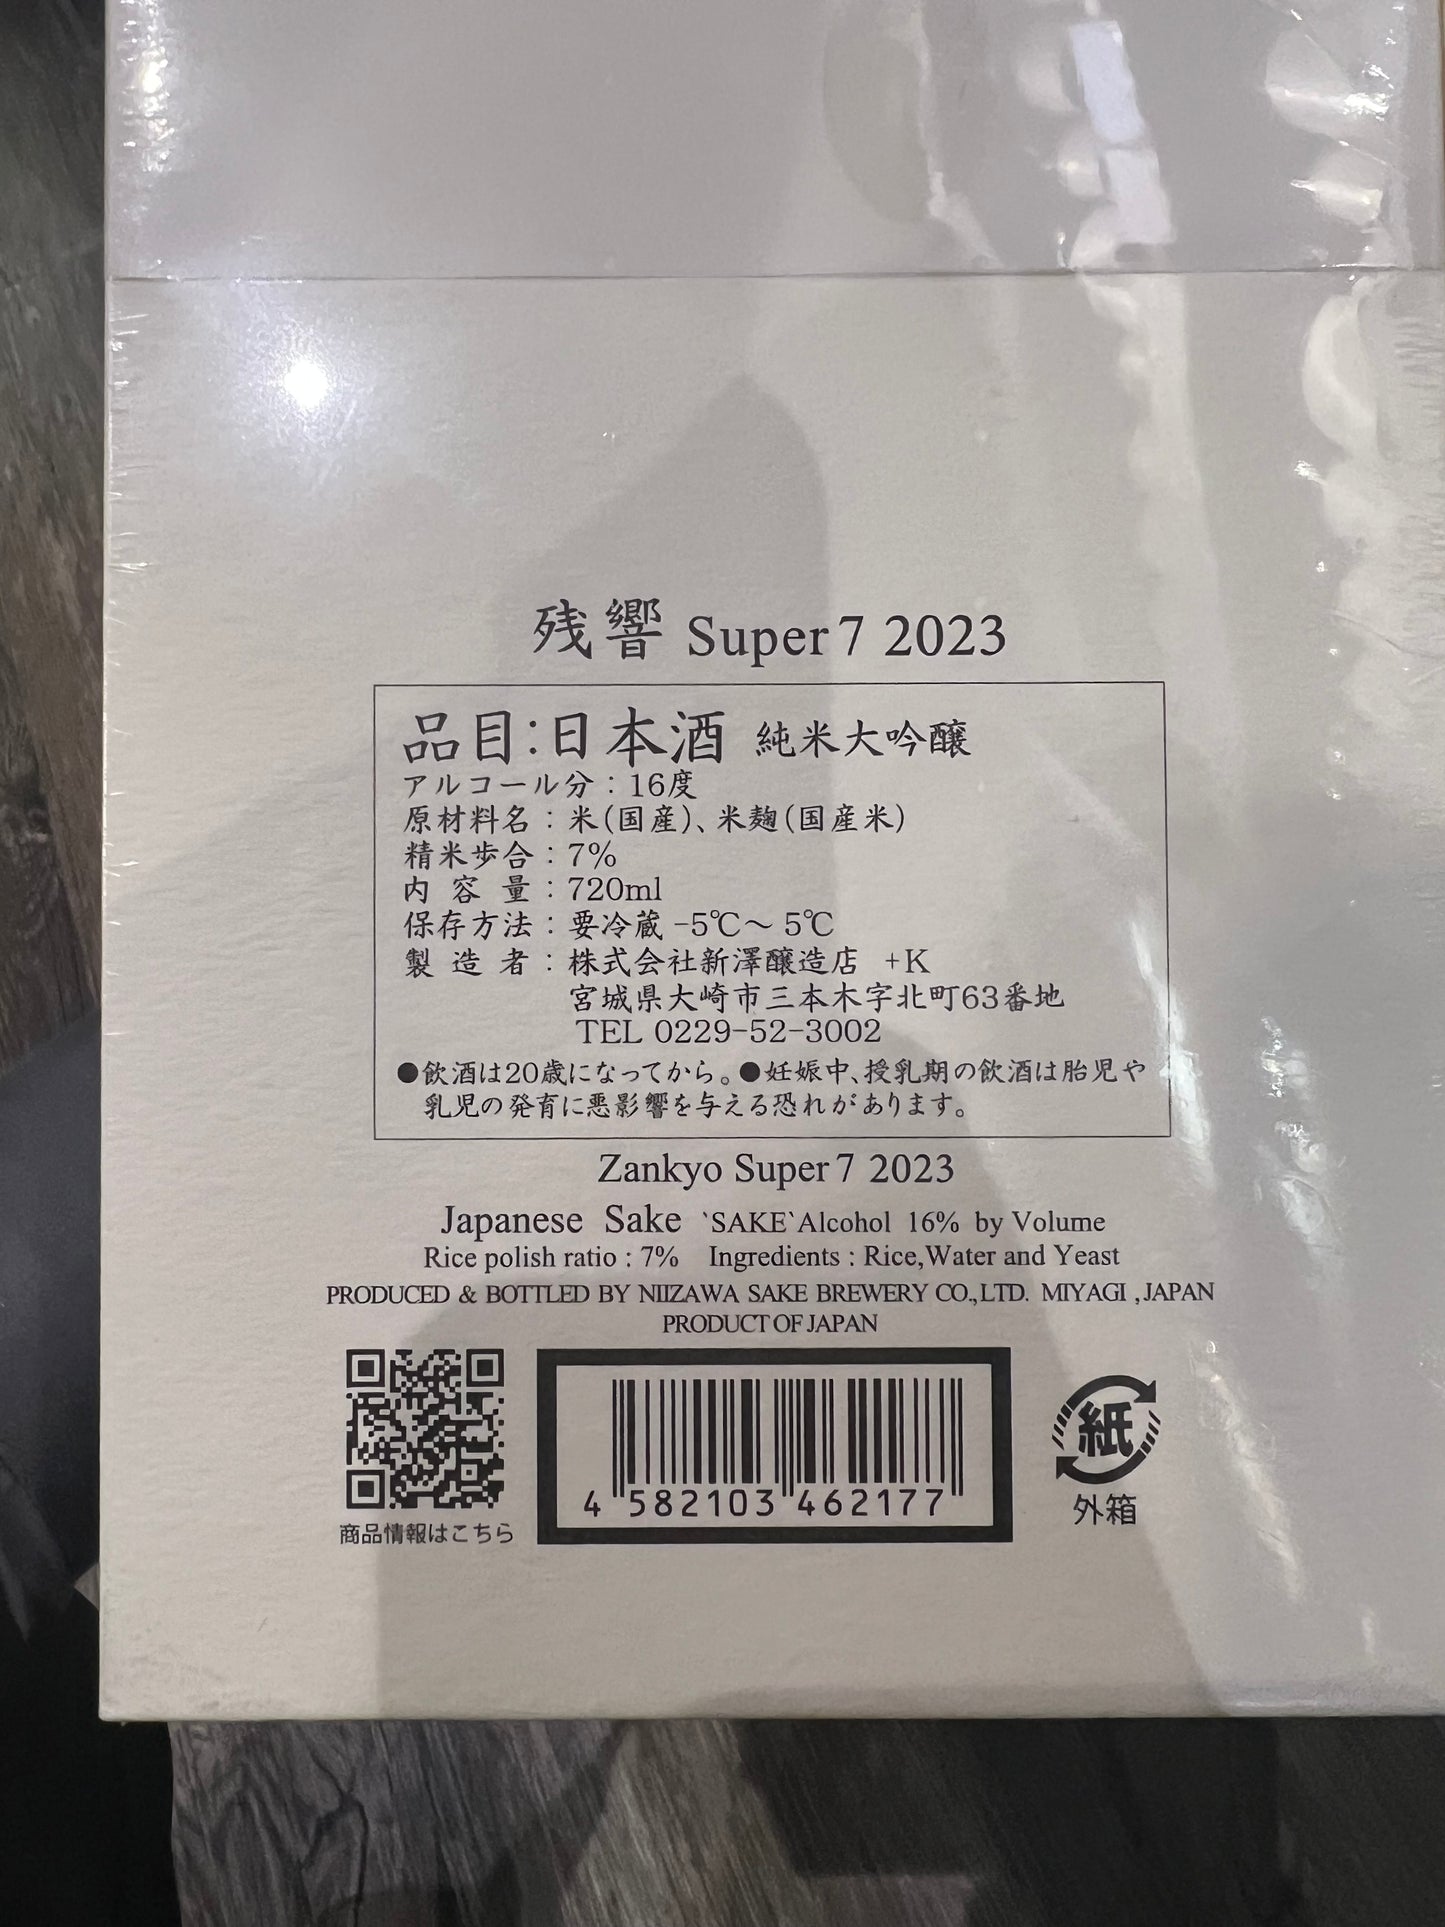 残響 Super 7 2023
品目:日本酒 純米大吟醸
アルコール分：16度
原材料名：米(国産)、米麹(国産米)
精米歩合：7%
内容量：720ml
保存方法：要冷蔵 -5℃〜 5℃
製造者：株式会社新澤醸造店 +K
宮城県大崎市三本木字北町63番地
TEL 0229-52-3002
●飲酒は20歳になってから。●妊娠中、授乳期の飲酒は胎児や
乳児の発育に悪影響を与える恐れがあります。
Zankyo Super 7 2023
Japanese Sake `SAKE` Alcohol 16% by Volume
Rice polish ratio : 7% Ingredients : Rice,Water and Yeast
PRODUCED & BOTTLED BY NIIZAWA SAKE BREWERY CO.,LTD. MIYAGI ,JAPAN
PRODUCT OF JAPAN
4 582103 462177
紙
外箱
商品情報はこちら